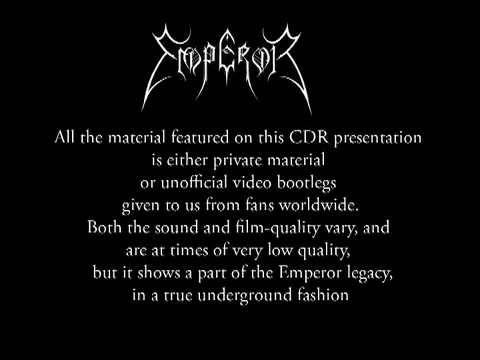 EMPEROR
All the material featured on this CDR presentation
is either private material
or unofficial video bootlegs
given to us from fans worldwide.
Both the sound and film-quality vary, and
are at times of very low quality,
but it shows a part of the Emperor legacy,
in a true underground fashion